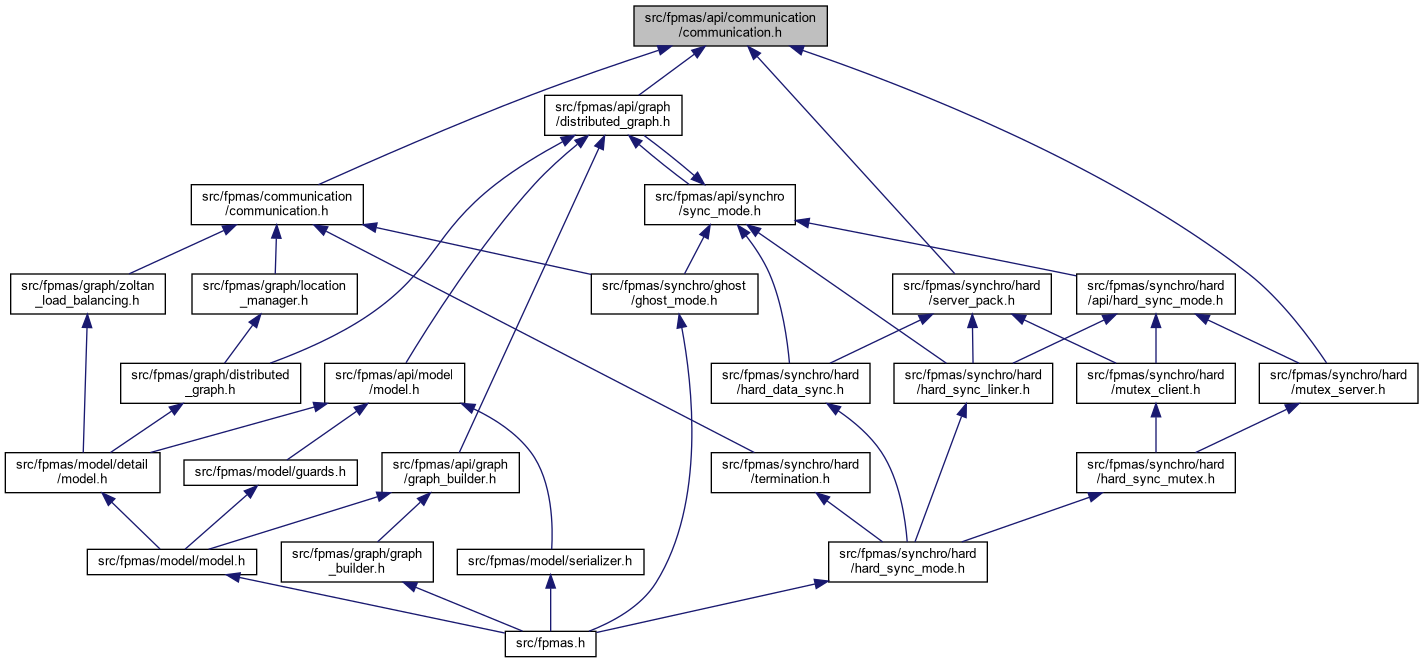 src/fpmas/api/communication
/communication.h
src/fpmas/api/graph
/distributed_graph.h
src/fpmas/communication
/communication.h
src/fpmas/api/synchro
/sync_mode.h
src/fpmas/graph/zoltan
_load_balancing.h
src/fpmas/graph/location
_manager.h
src/fpmas/synchro/ghost
/ghost_mode.h
src/fpmas/synchro/hard
/server_pack.h
src/fpmas/synchro/hard
/api/hard_sync_mode.h
src/fpmas/graph/distributed
_graph.h
src/fpmas/api/model
/model.h
src/fpmas/synchro/hard
/hard_data_sync.h
src/fpmas/synchro/hard
/hard_sync_linker.h
src/fpmas/synchro/hard
/mutex_client.h
src/fpmas/synchro/hard
/mutex_server.h
src/fpmas/model/detail
/model.h
src/fpmas/model/guards.h
src/fpmas/api/graph
/graph_builder.h
src/fpmas/synchro/hard
/termination.h
src/fpmas/synchro/hard
/hard_sync_mutex.h
src/fpmas/model/model.h
src/fpmas/graph/graph
_builder.h
src/fpmas/model/serializer.h
src/fpmas/synchro/hard
/hard_sync_mode.h
src/fpmas.h